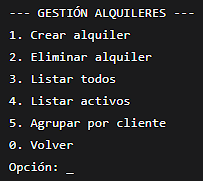 --- GESTIÓN ALQUILERES ---
1. Crear alquiler
2. Eliminar alquiler
3. Listar todos
4. Listar activos
5. Agrupar por cliente
0. Volver
Opción: _